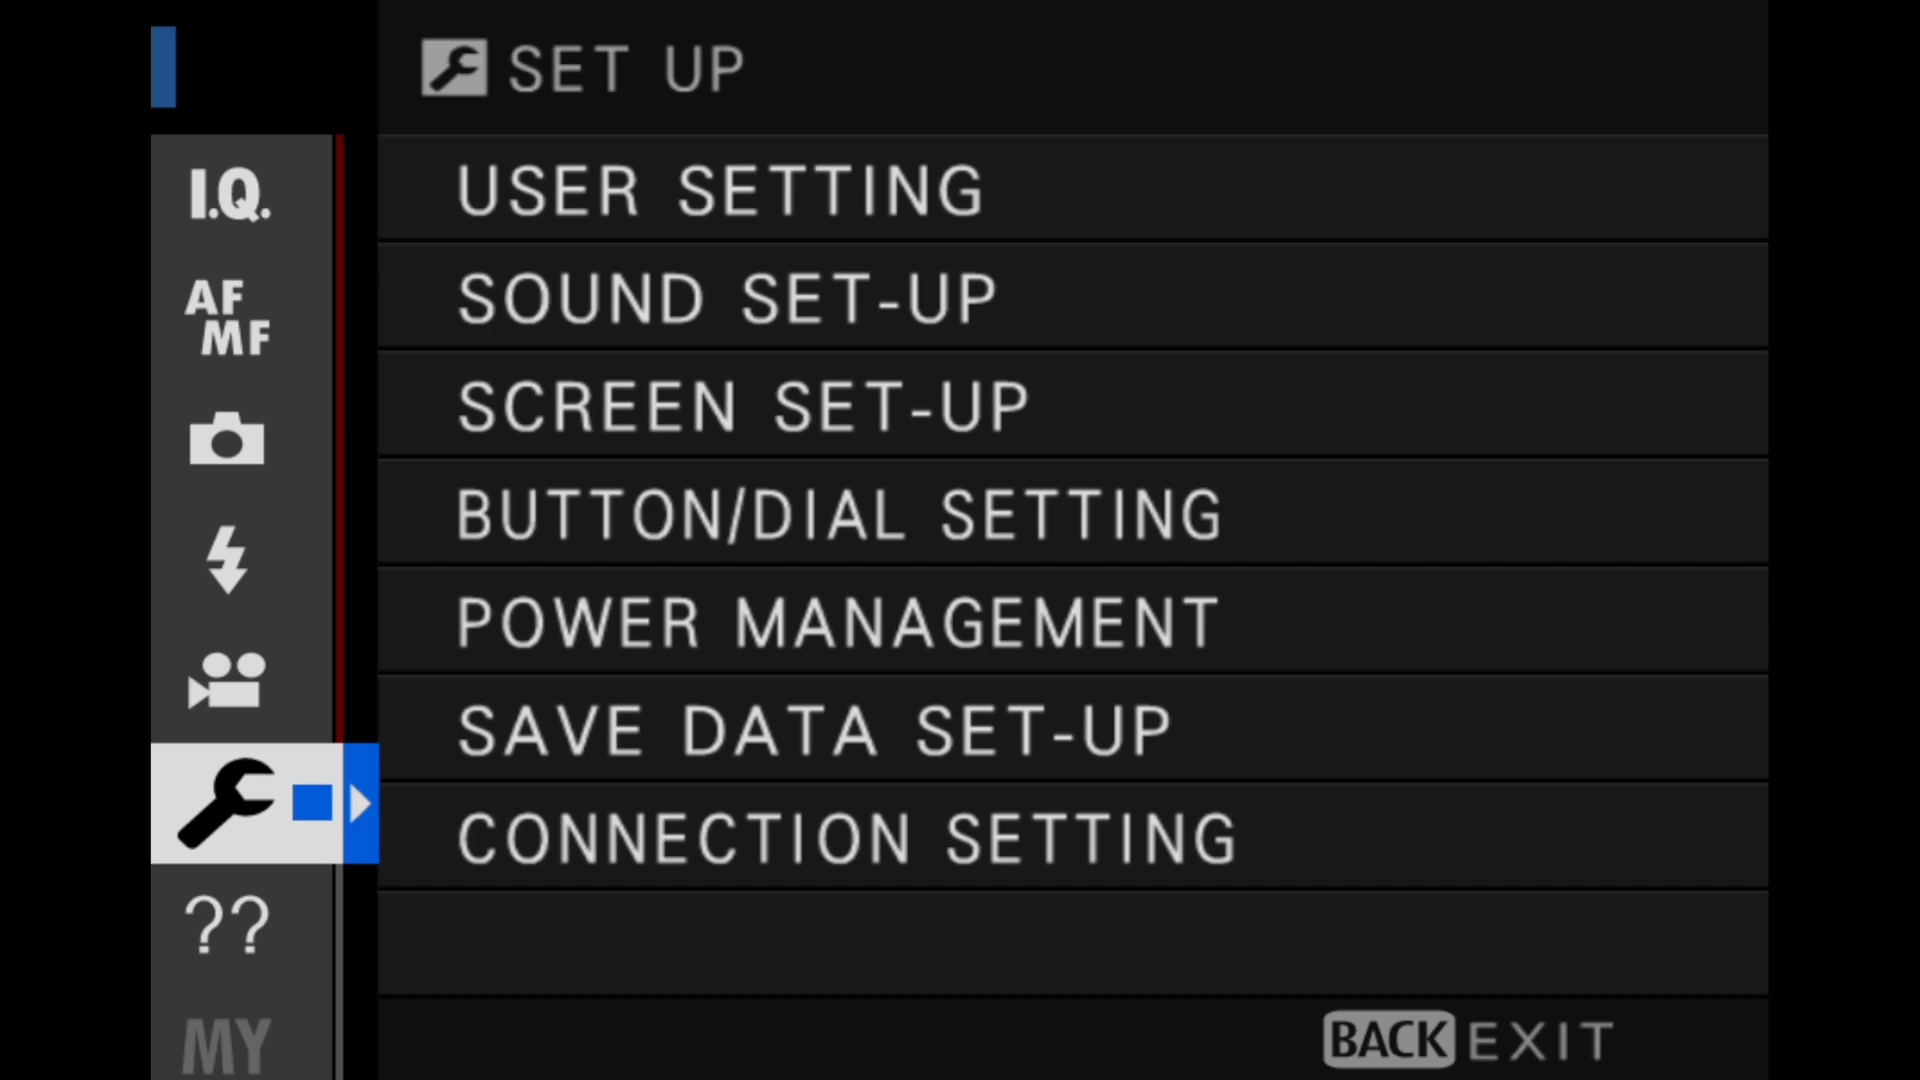 SET UP
I.Q.
AF
MF
??
MY
USER SETTING
SOUND SET-UP
SCREEN SET-UP
BUTTON/DIAL SETTING
POWER MANAGEMENT
SAVE DATA SET-UP
CONNECTION SETTING
BACK EXIT